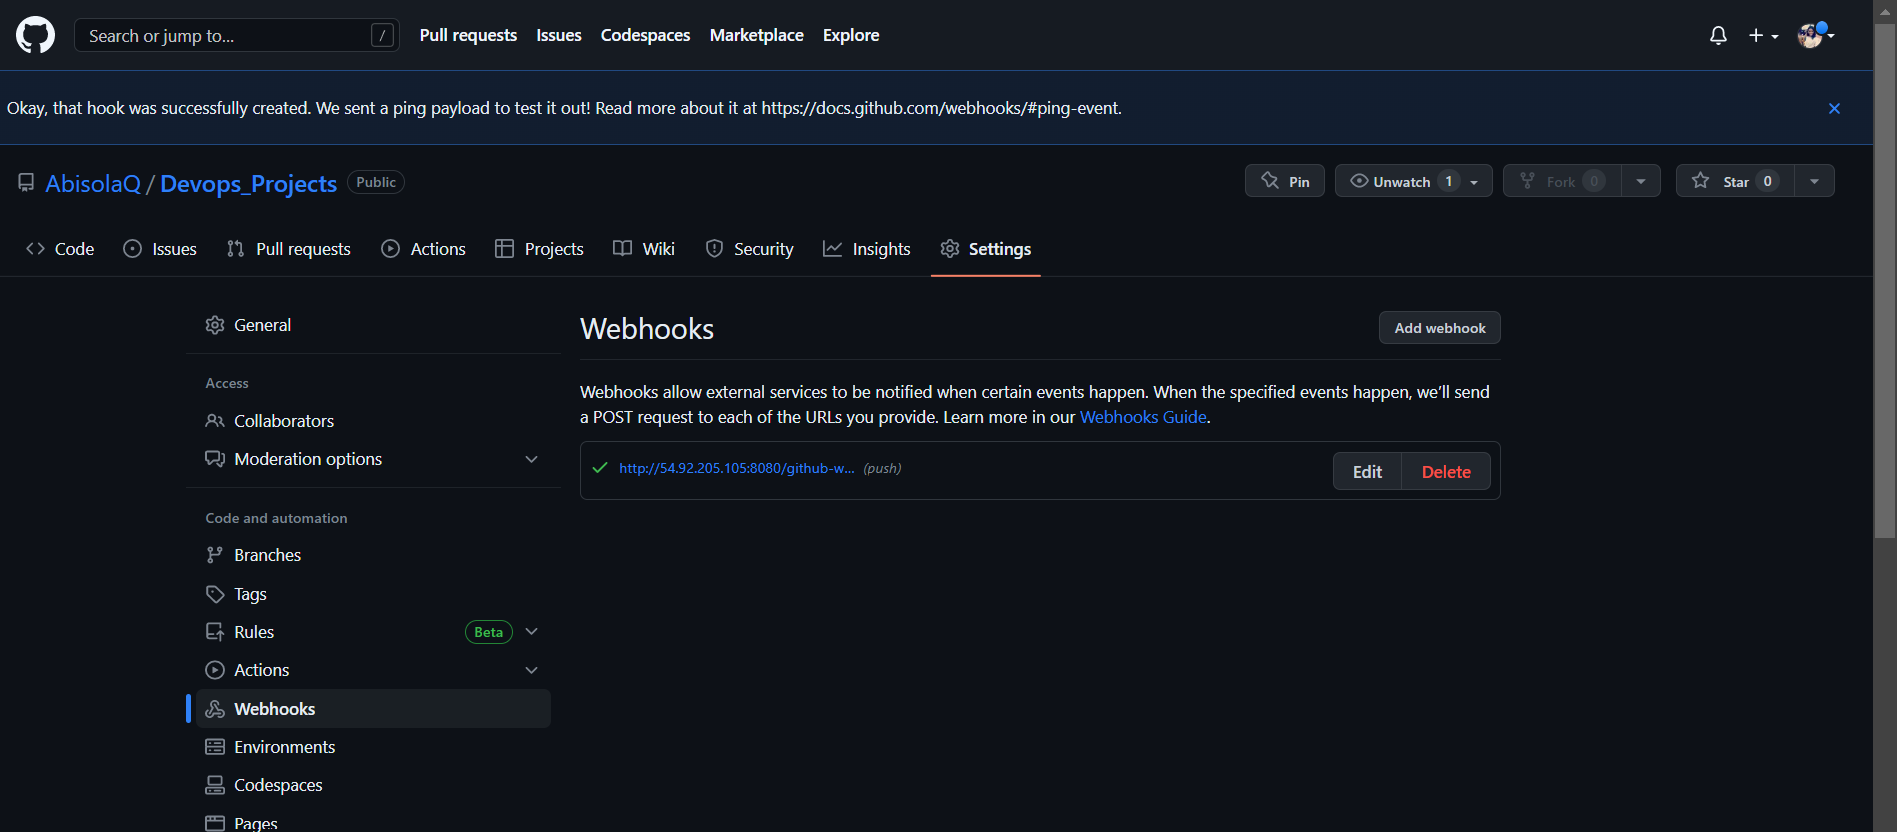 Search or jump to... /
Pull requests Issues Codespaces Marketplace Explore
Okay, that hook was successfully created. We sent a ping payload to test it out! Read more about it at https://docs.github.com/webhooks/#ping-event.
AbisolaQ / Devops_Projects Public
Pin Unwatch 1 Fork 0 Star 0
Code Issues Pull requests Actions Projects Wiki Security Insights Settings
General
Access
Collaborators
Moderation options
Code and automation
Branches
Tags
Rules Beta
Actions
Webhooks
Environments
Codespaces
Pages
Webhooks
Add webhook
Webhooks allow external services to be notified when certain events happen. When the specified events happen, we’ll send
a POST request to each of the URLs you provide. Learn more in our Webhooks Guide.
http://54.92.205.105:8080/github-w... (push)
Edit Delete